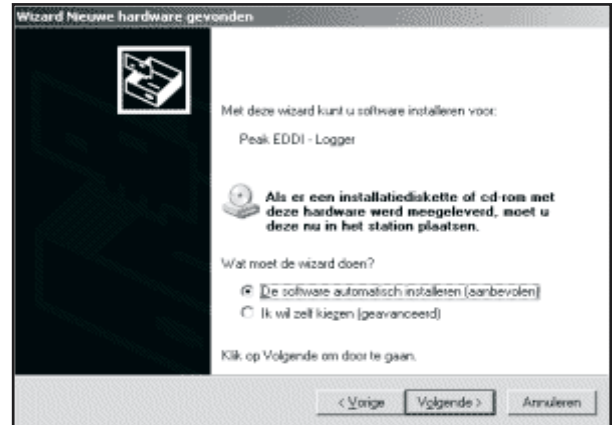 Wizard Nieuwe hardware gevonden
Met deze wizard kunt u software installeren voor:
Peak EDDI - Logger
Als er een installatiediskette of cd-rom met
deze hardware werd meegeleverd, moet u
deze nu in het station plaatsen.
Wat moet de wizard doen?
De software automatisch installeren (aanbevolen)
Ik wil zelf kiezen (geavanceerd)
Klik op Volgende om door te gaan.
< Vorige Volgende > Annuleren